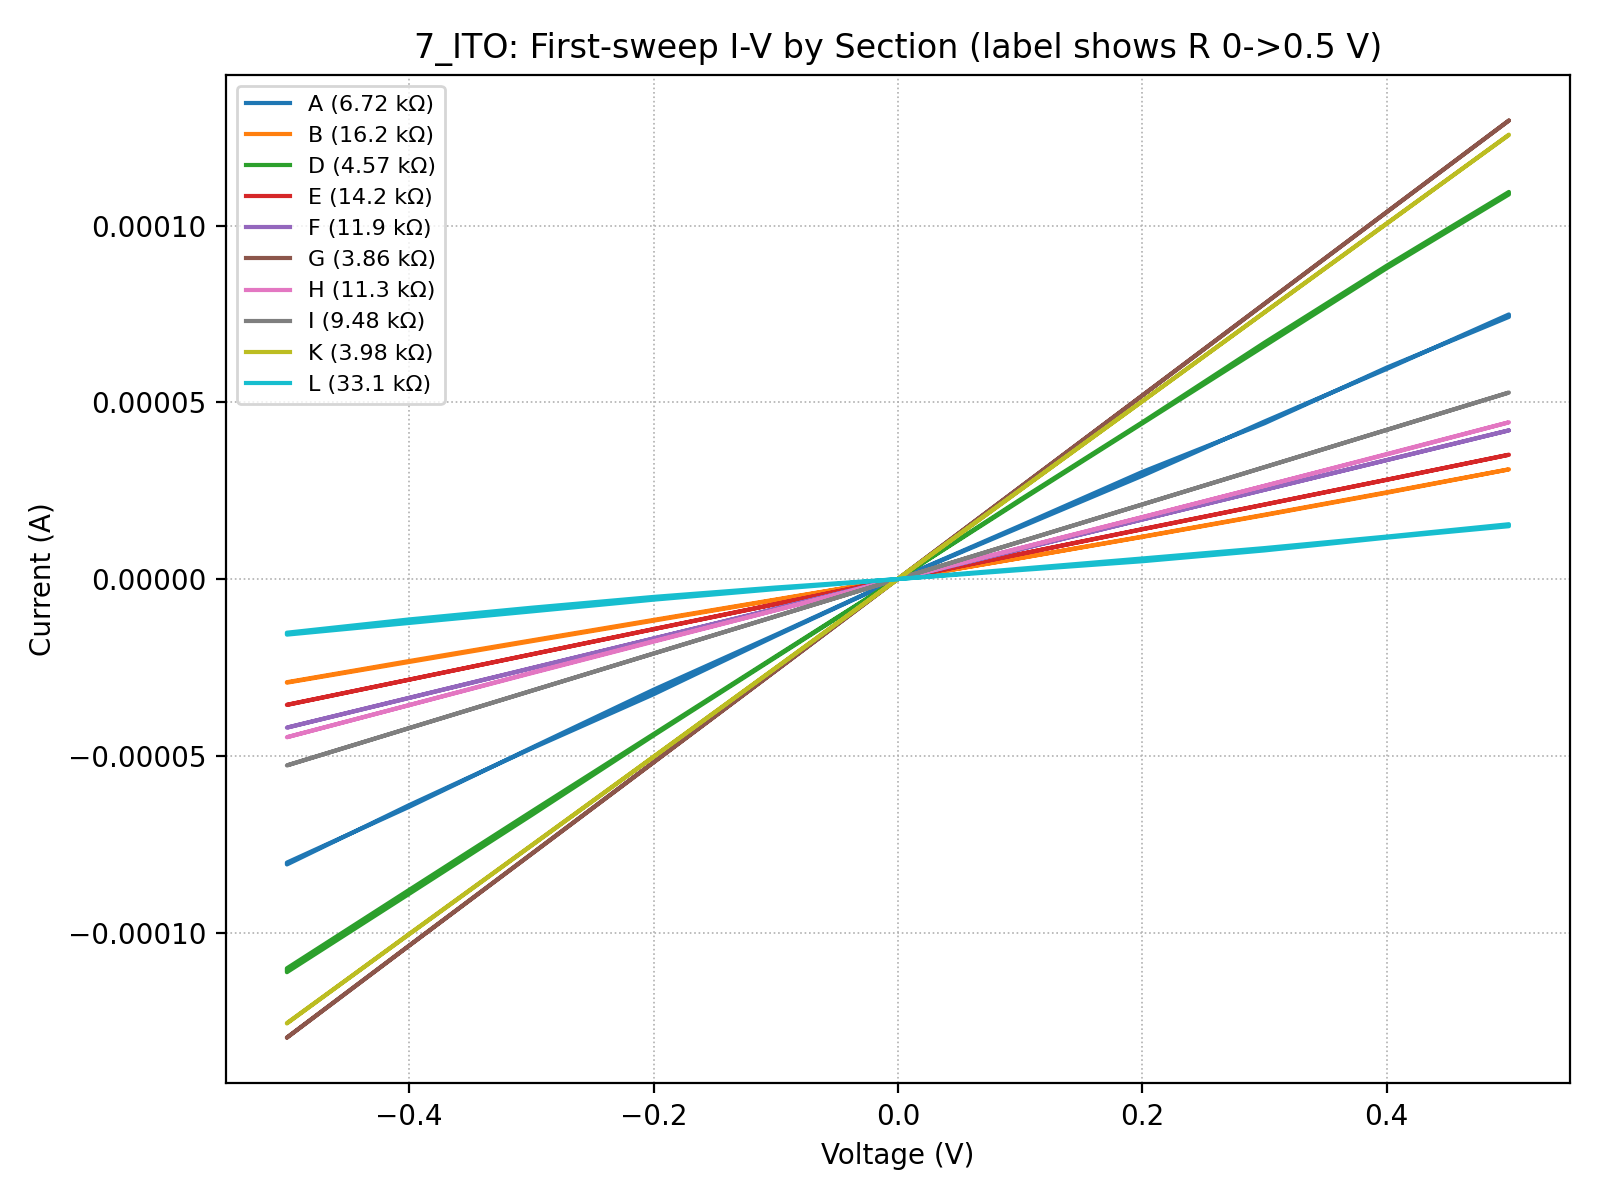 7_ITO: First-sweep I-V by Section (label shows R 0->0.5 V)
A (6.72 kΩ)
B (16.2 kΩ)
D (4.57 kΩ)
E (14.2 kΩ)
F (11.9 kΩ)
G (3.86 kΩ)
H (11.3 kΩ)
I (9.48 kΩ)
K (3.98 kΩ)
L (33.1 kΩ)
0.00010
0.00005
0.00000
−0.00005
−0.00010
Current (A)
−0.4
−0.2
0.0
0.2
0.4
Voltage (V)